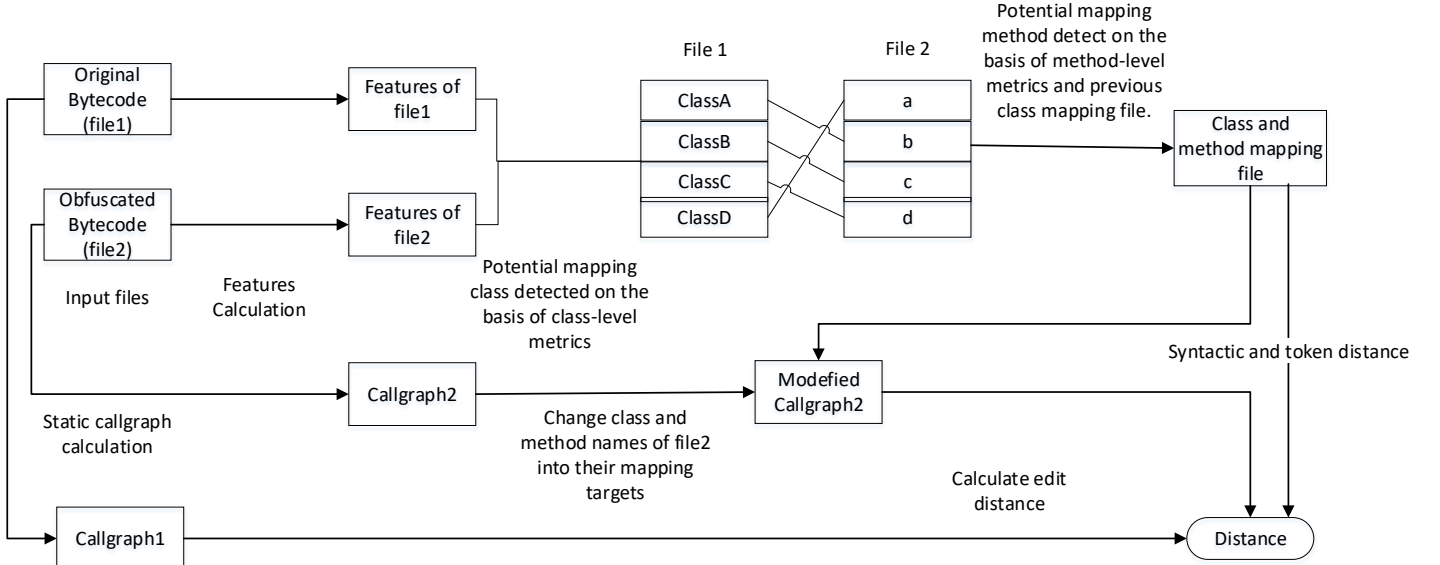 Potential mapping
method detect on the
basis of method-level
metrics and previous
class mapping file.
File 1
File 2
Original
Bytecode
(file1)
Features of
file1
ClassA
ClassB
ClassC
ClassD
a
b
c
d
Class and
method mapping
file
Obfuscated
Bytecode
(file2)
Features of
file2
Input files
Features
Calculation
Potential mapping
class detected on the
basis of class-level
metrics
Syntactic and token distance
Callgraph2
Modefied
Callgraph2
Static callgraph
calculation
Change class and
method names of file2
into their mapping
targets
Calculate edit
distance
Callgraph1
Distance